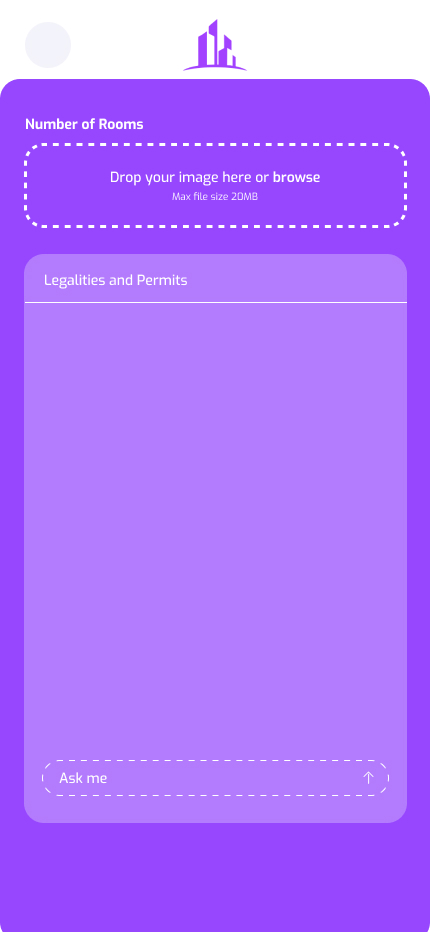 Number of Rooms
Drop your image here or browse
Max file size 20MB
Legalities and Permits
Ask me